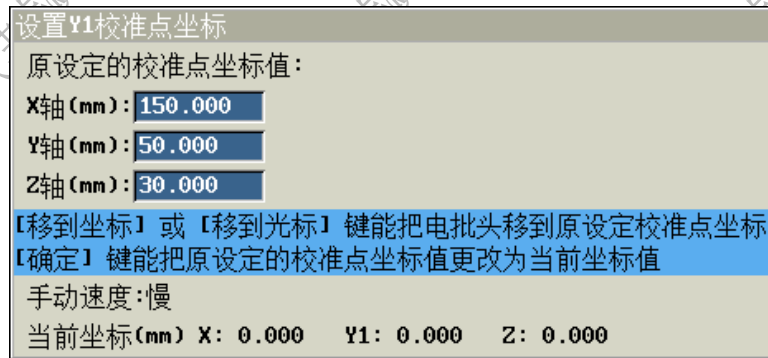 设置Y1校准点坐标
原设定的校准点坐标值:
X轴(mm):150.000
Y轴(mm):50.000
Z轴(mm):30.000
【移到坐标】或【移到光标】键能把电批头移到原设定校准点坐标
【确定】键能把原设定的校准点坐标值更改为当前坐标值
手动速度:慢
当前坐标(mm) X: 0.000 Y1: 0.000 Z: 0.000